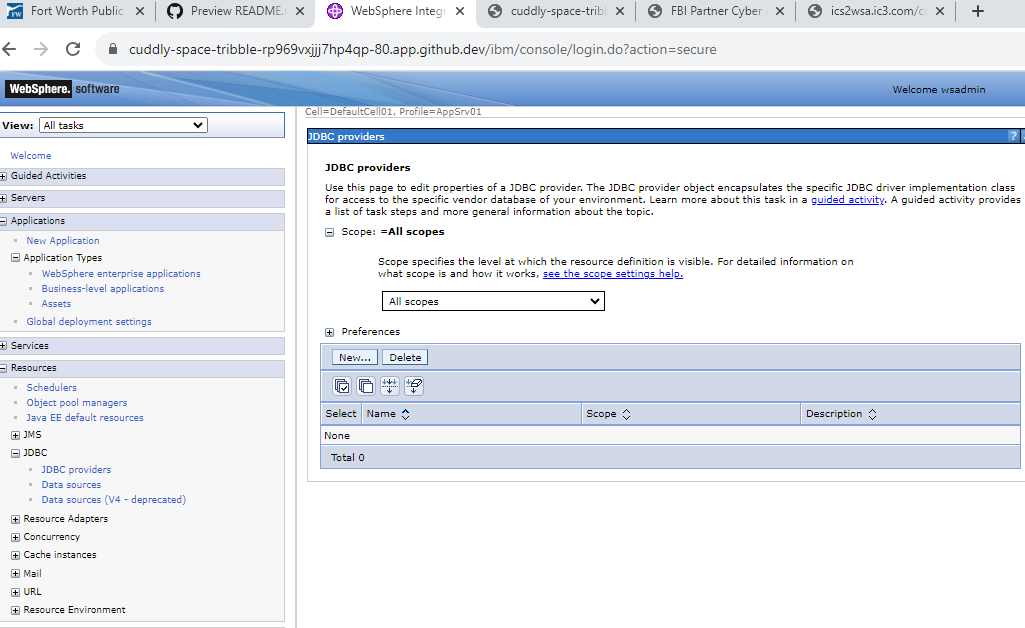 Fort Worth Public
Preview README.
WebSphere Integr
cuddly-space-tribb
FBI Partner Cyber
ics2wsa.ic3.com/c
cuddly-space-tribble-rp969vxjjj7hp4qp-80.app.github.dev/ibm/console/login.do?action=secure
WebSphere. software
Welcome wsadmin
View: All tasks
Welcome
Guided Activities
Servers
Applications
New Application
Application Types
WebSphere enterprise applications
Business-level applications
Assets
Global deployment settings
Services
Resources
Schedulers
Object pool managers
Java EE default resources
JMS
JDBC
JDBC providers
Data sources
Data sources (V4 - deprecated)
Resource Adapters
Concurrency
Cache instances
Mail
URL
Resource Environment
Cell=DefaultCell01, Profile=AppSrv01
JDBC providers ?
JDBC providers
Use this page to edit properties of a JDBC provider. The JDBC provider object encapsulates the specific JDBC driver implementation class
for access to the specific vendor database of your environment. Learn more about this task in a guided activity. A guided activity provides
a list of task steps and more general information about the topic.
Scope: =All scopes
Scope specifies the level at which the resource definition is visible. For detailed information on
what scope is and how it works, see the scope settings help.
All scopes
Preferences
New... Delete
Select Name Scope Description
None
Total 0